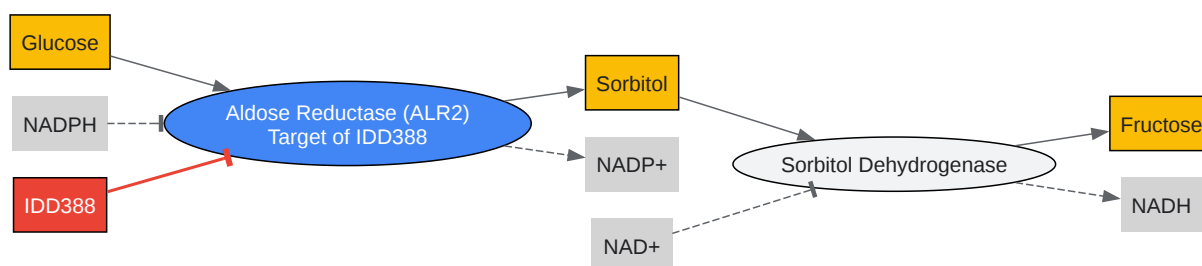 Glucose
NADPH
IDD388
Aldose Reductase (ALR2)
Target of IDD388
Sorbitol
NADP+
NAD+
Sorbitol Dehydrogenase
Fructose
NADH